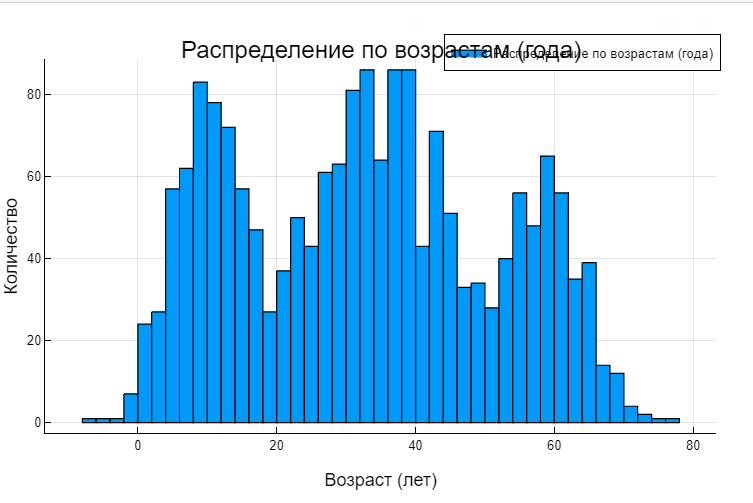 Распределение по возрастам (года)
Распределение по возрастам (года)
80
60
40
20
0
Количество
0 20 40 60 80
Возраст (лет)